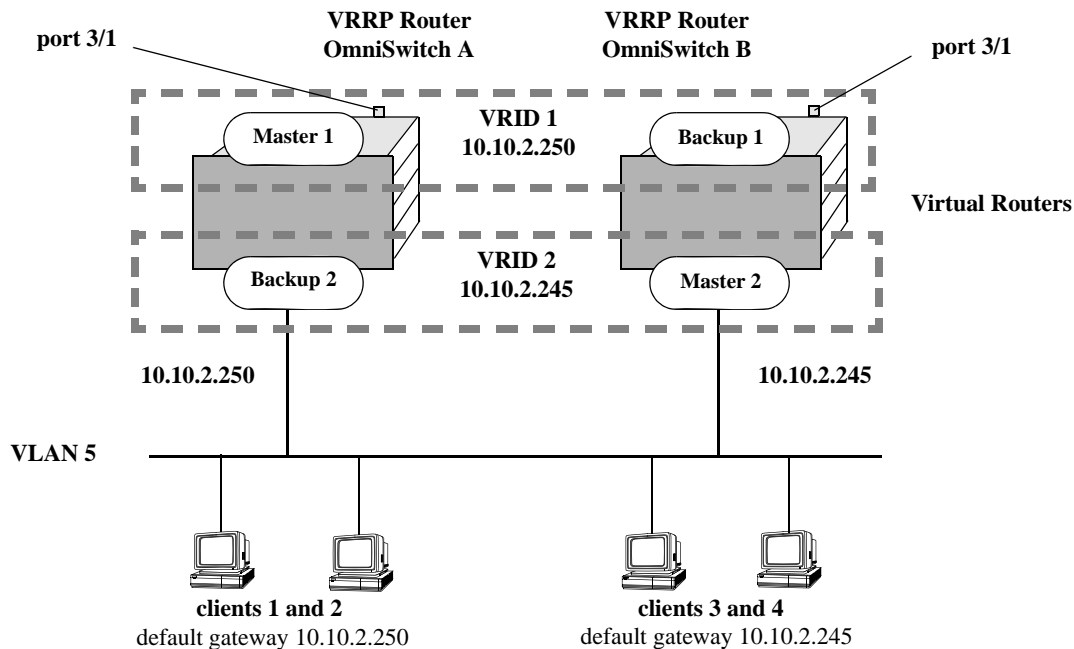 VRRP Router
OmniSwitch A
VRRP Router
OmniSwitch B
port 3/1
port 3/1
VRID 1
10.10.2.250
Master 1
Backup 1
Virtual Routers
VRID 2
10.10.2.245
Backup 2
Master 2
10.10.2.250
10.10.2.245
VLAN 5
clients 1 and 2
default gateway 10.10.2.250
clients 3 and 4
default gateway 10.10.2.245